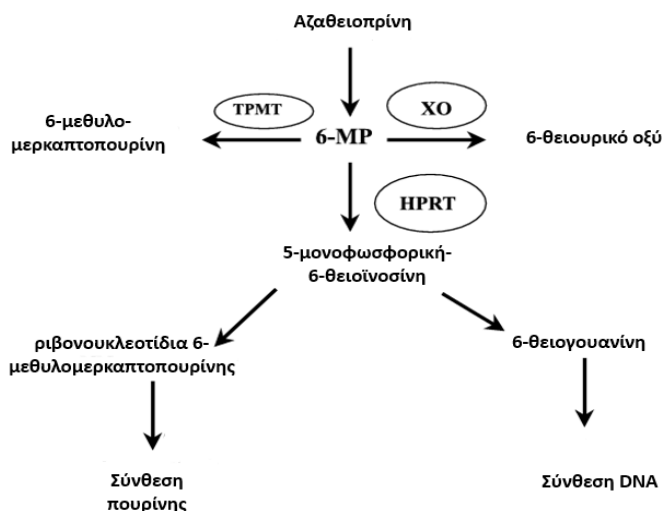 Αζαθειοπρίνη
6-μεθυλο-
μερκαπτοπουρίνη
TPMT
6-MP
XO
6-θειουρικό οξύ
HPRT
5-μονοφωσφορική-
6-θειοϊνοσίνη
ριβονουκλεοτίδια 6-
μεθυλομερκαπτοπουρίνης
6-θειογουανίνη
Σύνθεση
πουρίνης
Σύνθεση DNA